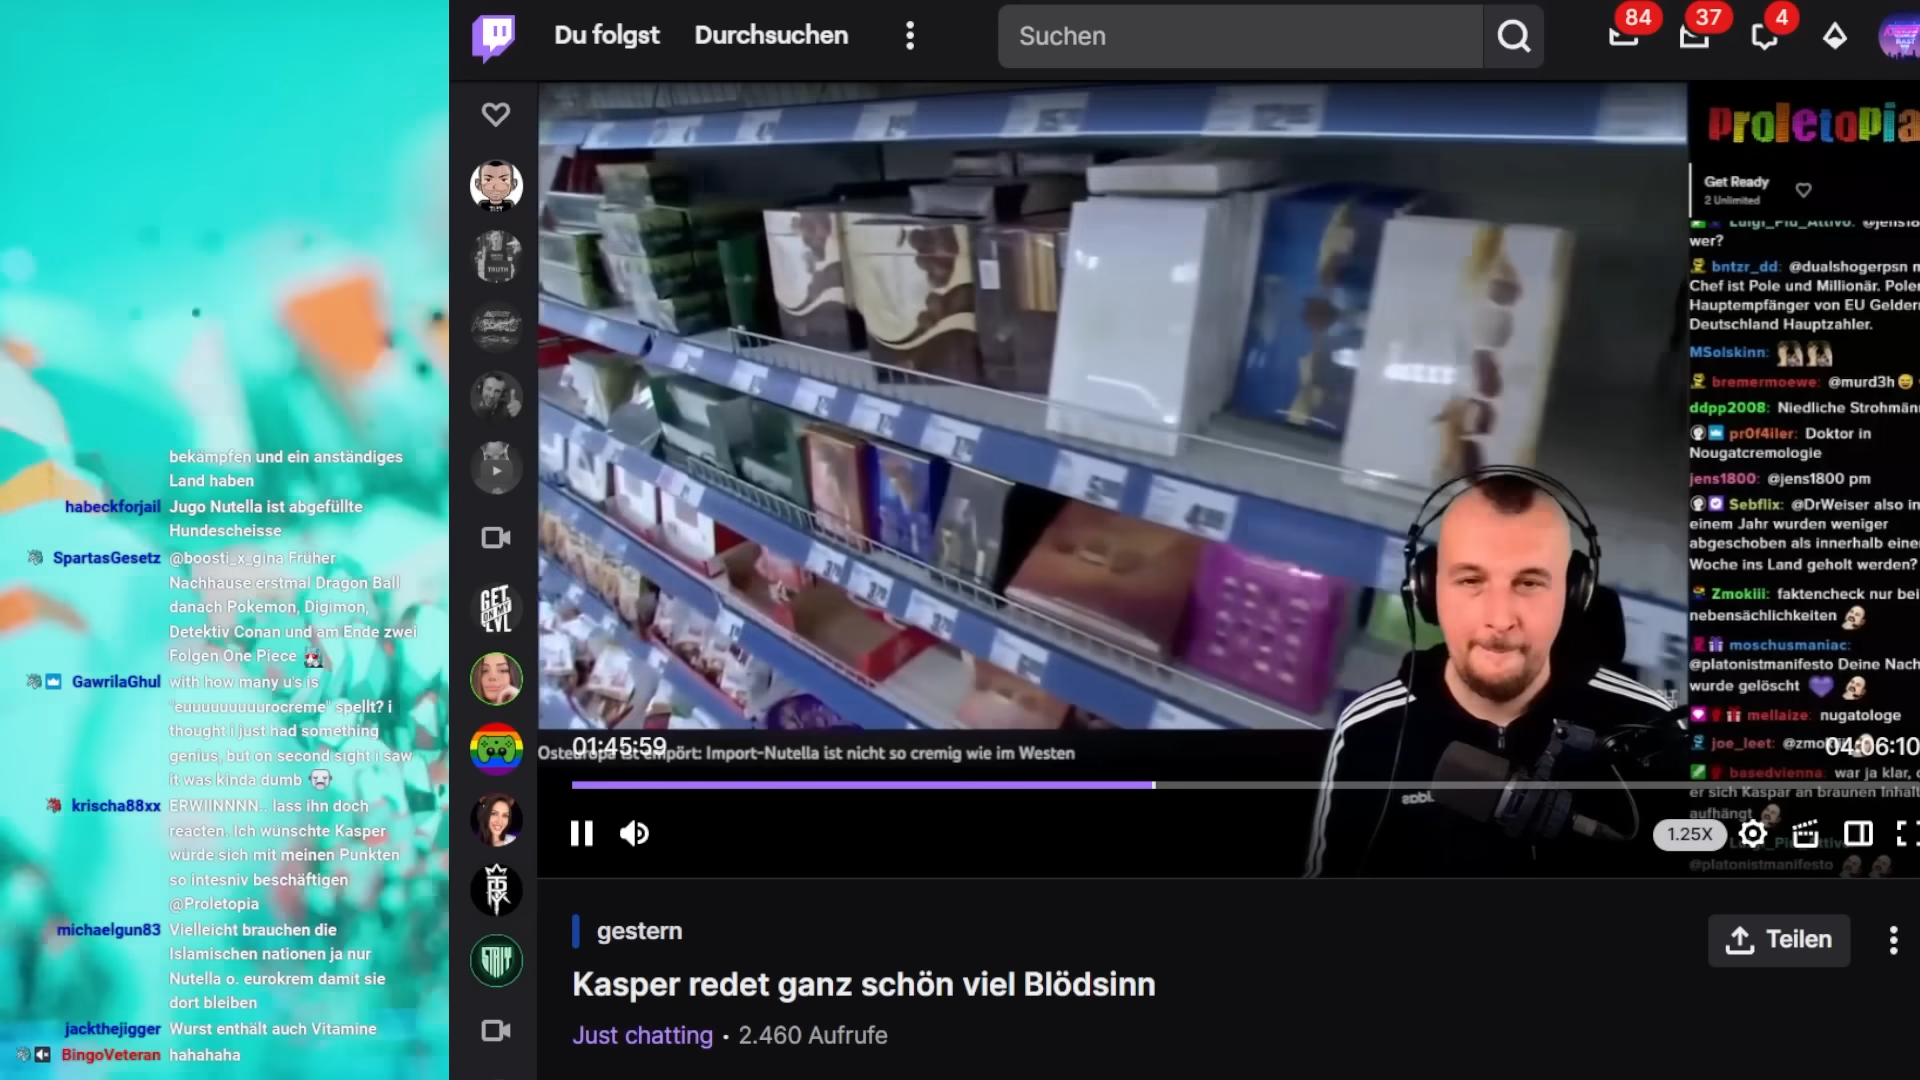 bekämpfen und ein anständiges
Land haben
habeckforjail Jugo Nutella ist abgefüllte
Hundescheisse
SpartasGesetz @boosti_x_gina Früher
Nachhause erstmal Dragon Ball
danach Pokemon, Digimon,
Detektiv Conan und am Ende zwei
Folgen One Piece
GawrilaGhul with how many u's is
"euuuuuuuuurocreme" spellt? i
thought i just had something
genius, but on second sight i saw
it was kinda dumb
krischa88xx ERWIINNNN.. lass ihn doch
reacten. Ich wünschte Kasper
würde sich mit meinen Punkten
so intesniv beschäftigen
@Proletopia
michaelgun83 Vielleicht brauchen die
Islamischen nationen ja nur
Nutella o. eurokrem damit sie
dort bleiben
jackthejigger Wurst enthält auch Vitamine
BingoVeteran hahahaha
Du folgst Durchsuchen
Suchen
84
37
4
TRUTH
GET
ON MY
LVL
Proletopia
Get Ready
2 Unlimited
Luigi_Piu_Attivo:
wer?
bntzr_dd: @dualshogerpsn
Chef ist Pole und Millionär.
Hauptempfänger von EU
Deutschland Hauptzahler.
MSolskinn:
bremermoewe: @murd3h
ddpp2008: Niedliche
pr0f4iler: Doktor in
Nougatcremologie
jens1800: @jens1800 pm
Sebflix: @DrWeiser also
einem Jahr wurden weniger
abgeschoben als innerhalb
Woche ins Land geholt werden?
Zmokiii: faktencheck nur bei
nebensächlichkeiten
moschusmaniac:
@platonistmanifesto Deine
wurde gelöscht
mellaize: nugatologe
joe_leet:
basedvienna: war ja klar,
er sich Kaspar an braunen
aufhängt
@platonistmanifesto
01:45:59
04:06:10
Osteuropa ist empört: Import-Nutella ist nicht so cremig wie im Westen
1.25X
gestern
Teilen
Kasper redet ganz schön viel Blödsinn
Just chatting • 2.460 Aufrufe